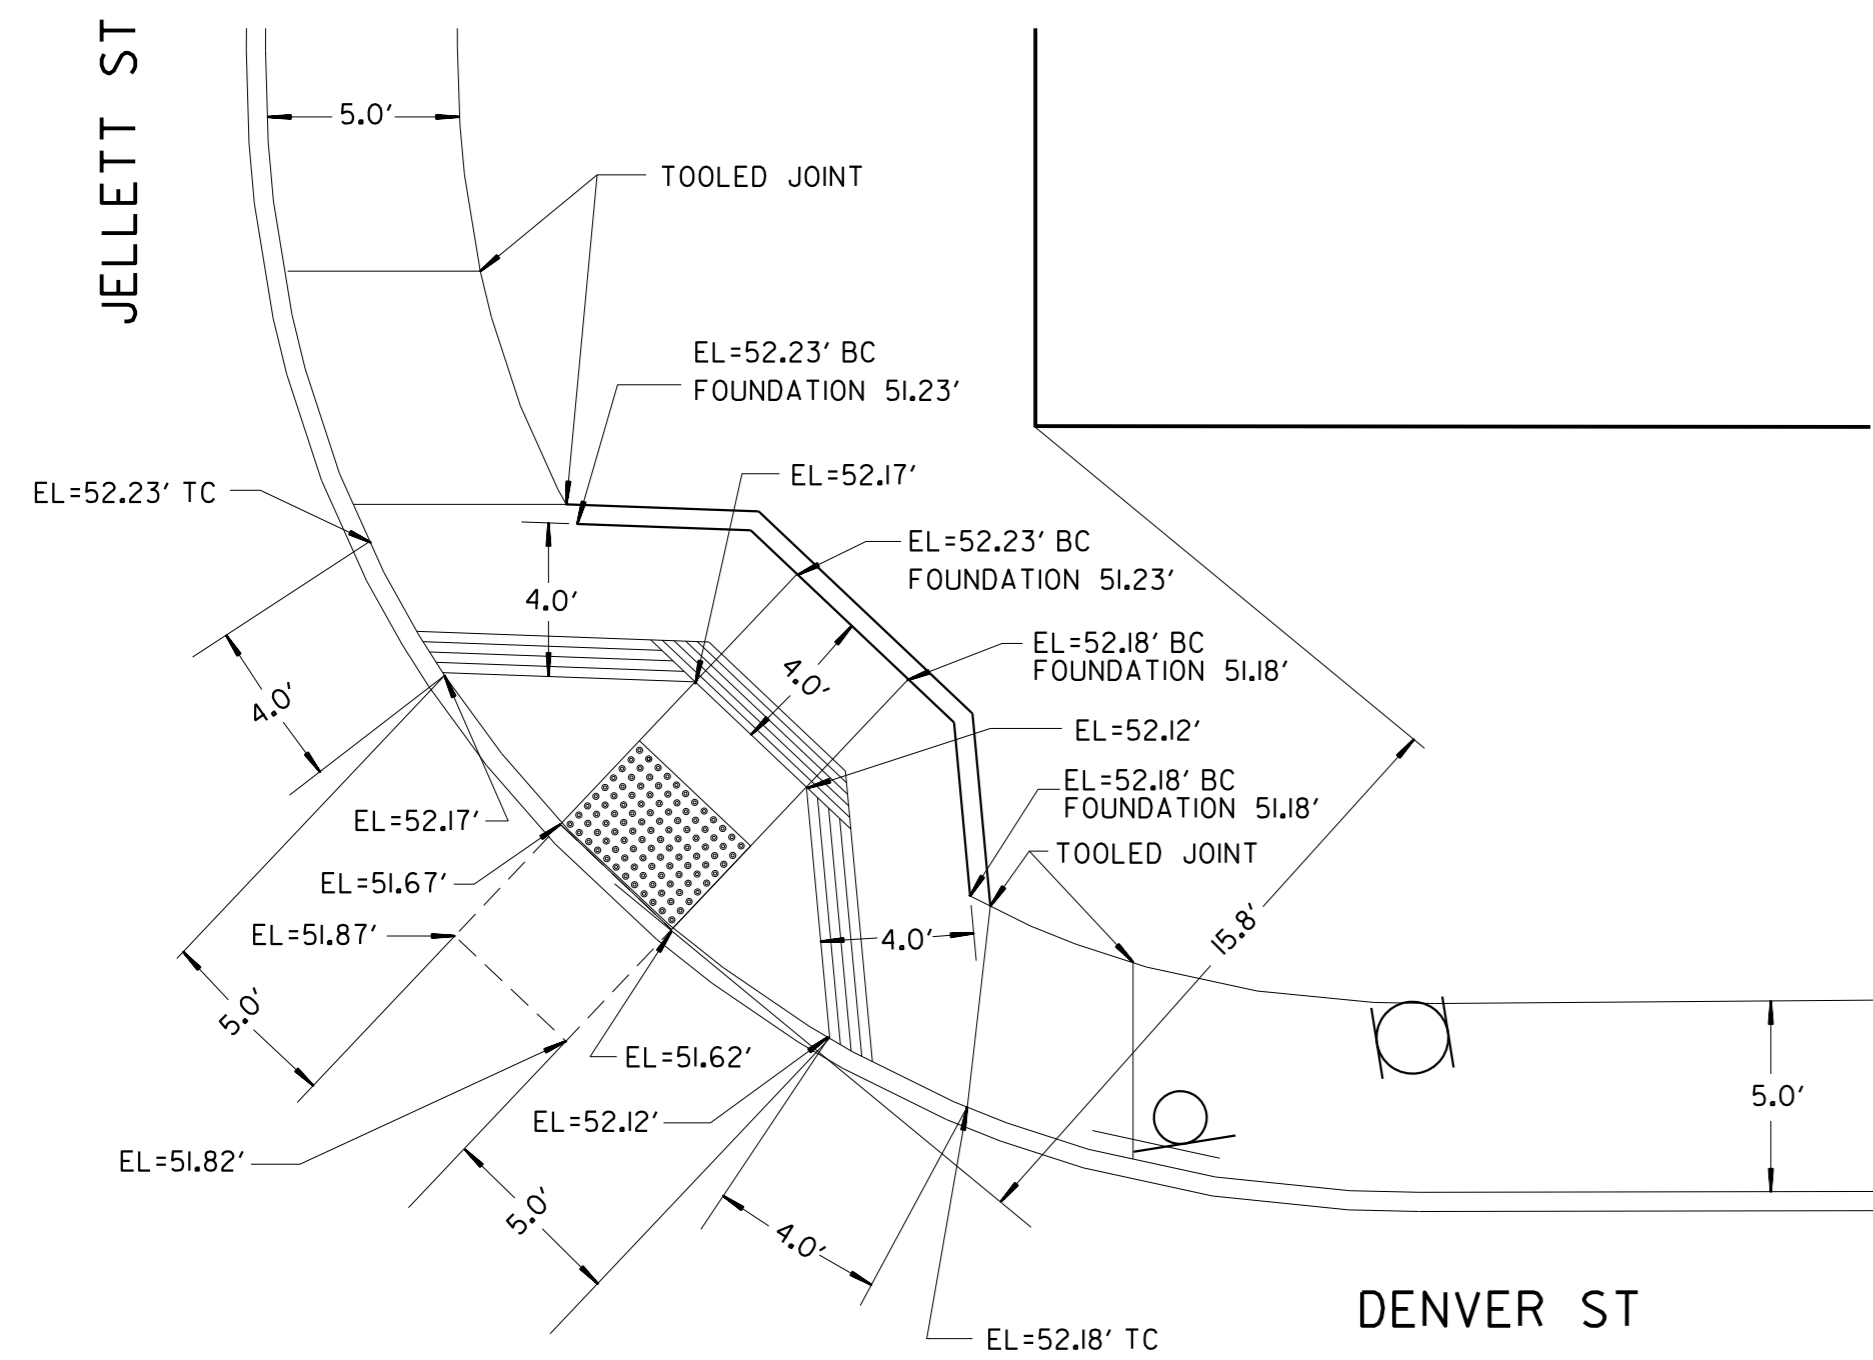 JELLETT ST
5.0'
TOOLED JOINT
EL=52.23' BC
FOUNDATION 51.23'
EL=52.17'
EL=52.23' TC
EL=52.23' BC
FOUNDATION 51.23'
4.0'
EL=52.18' BC
FOUNDATION 51.18'
4.0'
4.0'
EL=52.12'
EL=52.18' BC
FOUNDATION 51.18'
EL=52.17'
TOOLED JOINT
EL=51.67'
15.8'
EL=51.87'
4.0'
5.0'
EL=51.62'
5.0'
EL=52.12'
EL=51.82'
5.0'
4.0'
DENVER ST
EL=52.18' TC